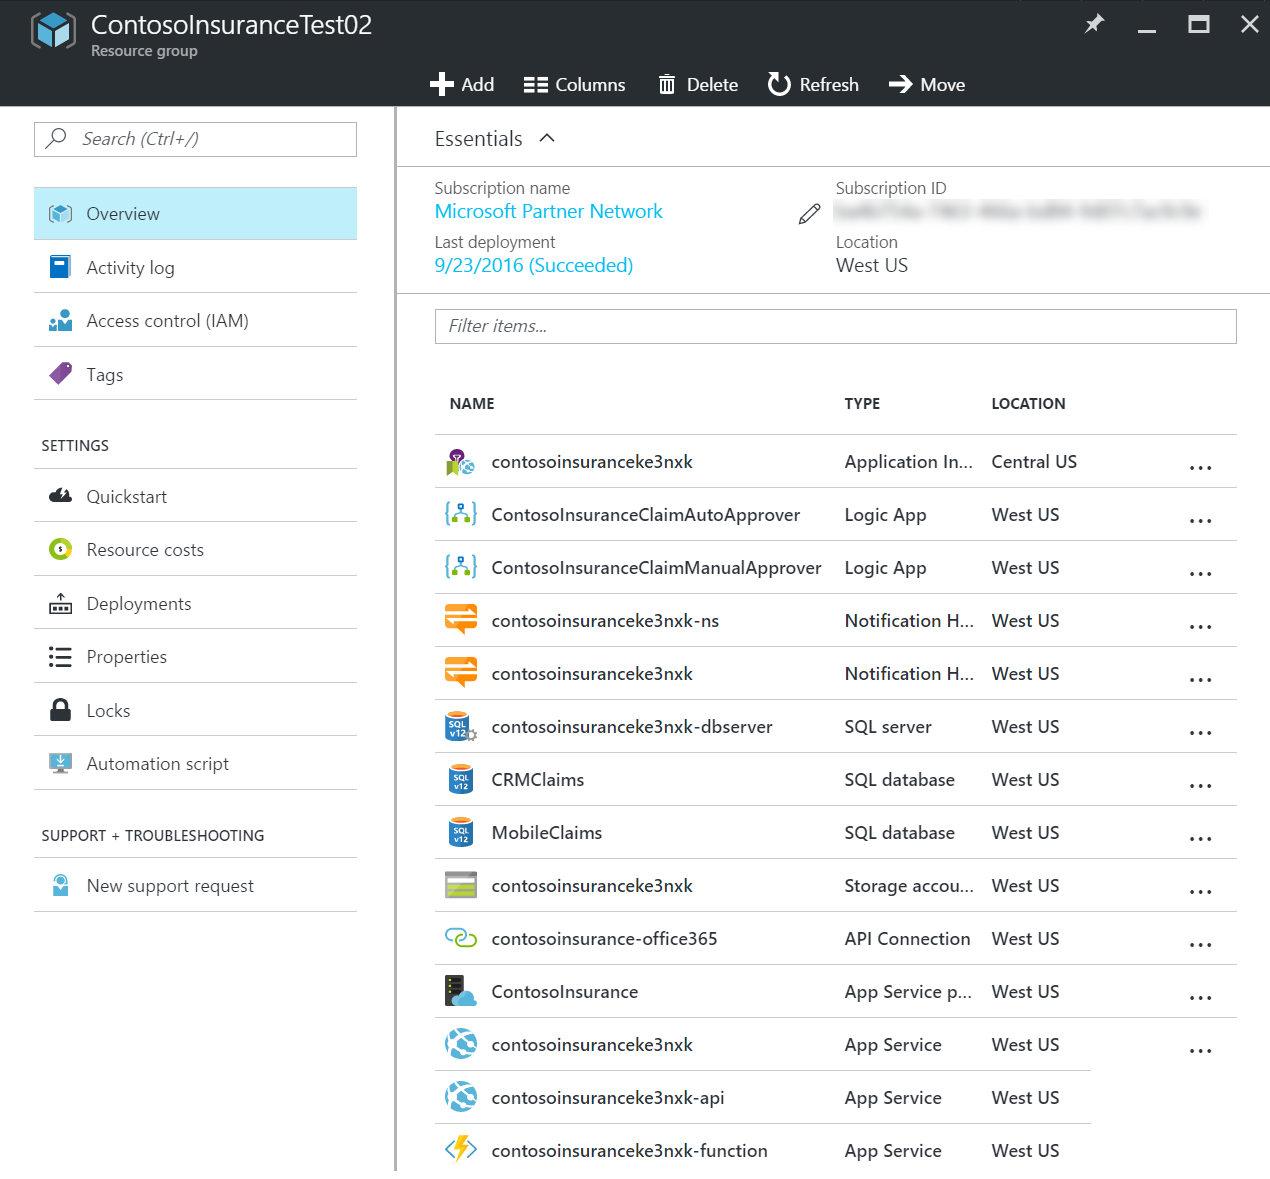 ContosoInsuranceTest02
Resource group
Add Columns Delete Refresh Move
Search (Ctrl+/)
Overview
Activity log
Access control (IAM)
Tags
SETTINGS
Quickstart
Resource costs
Deployments
Properties
Locks
Automation script
SUPPORT + TROUBLESHOOTING
New support request
Essentials
Subscription name Subscription ID
Microsoft Partner Network
Last deployment Location
9/23/2016 (Succeeded) West US
Filter items...
NAME TYPE LOCATION
contosoinsuranceke3nxk Application In... Central US ...
ContosoInsuranceClaimAutoApprover Logic App West US ...
ContosoInsuranceClaimManualApprover Logic App West US ...
contosoinsuranceke3nxk-ns Notification H... West US ...
contosoinsuranceke3nxk Notification H... West US ...
SQL v12 contosoinsuranceke3nxk-dbserver SQL server West US ...
SQL v12 CRMClaims SQL database West US ...
SQL v12 MobileClaims SQL database West US ...
contosoinsuranceke3nxk Storage accou... West US ...
contosoinsurance-office365 API Connection West US ...
ContosoInsurance App Service p... West US ...
contosoinsuranceke3nxk App Service West US ...
contosoinsuranceke3nxk-api App Service West US
contosoinsuranceke3nxk-function App Service West US